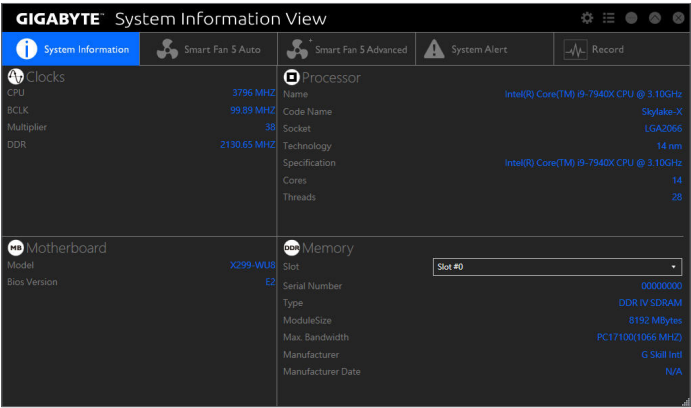 GIGABYTE™ System Information View
System Information
Smart Fan 5 Auto
Smart Fan 5 Advanced
System Alert
Record
Clocks
CPU 3796 MHZ
BCLK 99.89 MHZ
Multiplier 38
DDR 2130.65 MHZ
Processor
Name Intel(R) Core(TM) i9-7940X CPU @ 3.10GHz
Code Name Skylake-X
Socket LGA2066
Technology 14 nm
Specification Intel(R) Core(TM) i9-7940X CPU @ 3.10GHz
Cores 14
Threads 28
MB Motherboard
Model X299-WU8
Bios Version E2
DDR Memory
Slot Slot #0
Serial Number 00000000
Type DDR IV SDRAM
ModuleSize 8192 MBytes
Max. Bandwidth PC17100(1066 MHZ)
Manufacturer G Skill Intl
Manufacturer Date N/A